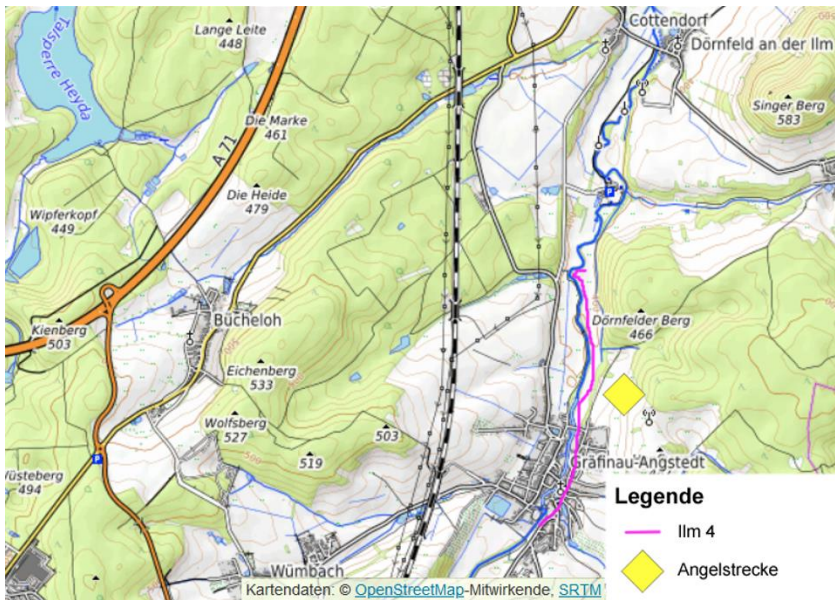 Cottendorf
Lange Leite
448
Dörnfeld an der Ilm
Talsperre Heyda
Singer Berg
583
Die Marke
461
A 71
Die Heide
479
Wipferkopf
449
P
Bücheloh
Dörnfelder Berg
466
Kienberg
503
Eichenberg
533
Wolfsberg
527
503
519
500
P
Gräfinau-Angstedt
Vüsteberg
494
Legende
Ilm 4
Angelstrecke
Wümbach
Kartendaten: © OpenStreetMap-Mitwirkende, SRTM